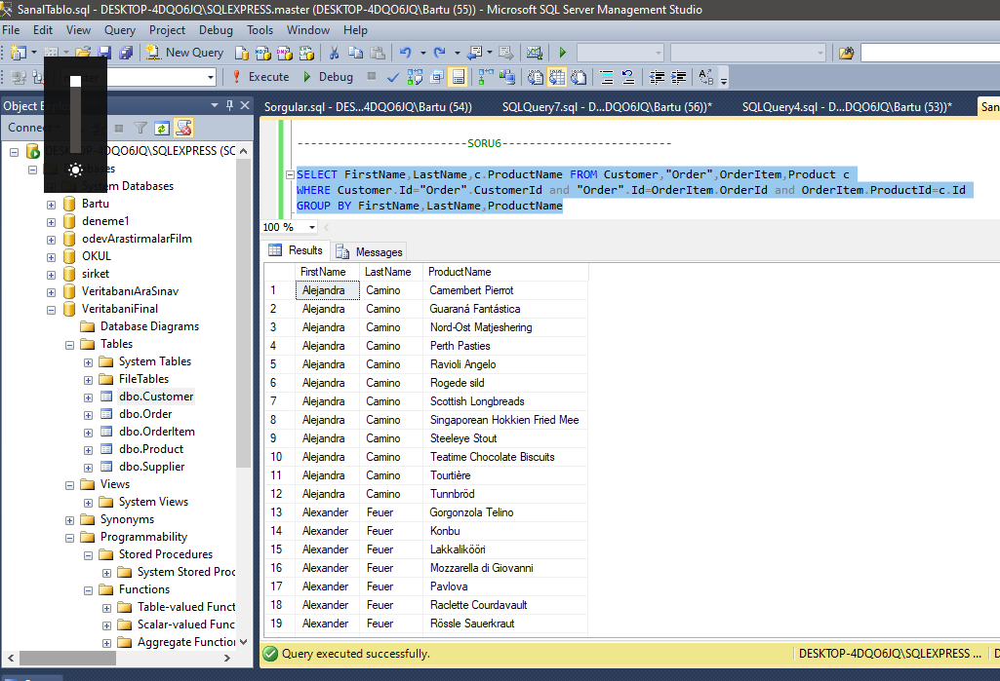 SanalTablo.sql - DESKTOP-4DQO6JQ\SQLEXPRESS.master (DESKTOP-4DQO6JQ\Bartu (55)) - Microsoft SQL Server Management Studio
File Edit View Query Project Debug Tools Window Help
New Query
Execute Debug
Object
Connec
DESKTOP-4DQO6JQ\SQLEXPRESS (SC
System Databases
Bartu
deneme1
odevArastirmalarFilm
OKUL
sirket
VeritabanıAraSınav
VeritabaniFinal
Database Diagrams
Tables
System Tables
FileTables
dbo.Customer
dbo.Order
dbo.OrderItem
dbo.Product
dbo.Supplier
Views
System Views
Synonyms
Programmability
Stored Procedures
System Stored Proc
Functions
Table-valued Funct
Scalar-valued Func
Aggregate Function
Sorgular.sql - DES...4DQO6JQ\Bartu (54)) SQLQuery7.sql - D...DQO6JQ\Bartu (56))* SQLQuery4.sql - D...DQO6JQ\Bartu (53))* San
-----------------------------SORU6-----------------------------
SELECT FirstName,LastName,c.ProductName FROM Customer,"Order",OrderItem,Product c
WHERE Customer.Id="Order".CustomerId and "Order".Id=OrderItem.OrderId and OrderItem.ProductId=c.Id
GROUP BY FirstName,LastName,ProductName
100 %
Results Messages
FirstName LastName ProductName
1 Alejandra Camino Camembert Pierrot
2 Alejandra Camino Guaraná Fantástica
3 Alejandra Camino Nord-Ost Matjeshering
4 Alejandra Camino Perth Pasties
5 Alejandra Camino Ravioli Angelo
6 Alejandra Camino Rogede sild
7 Alejandra Camino Scottish Longbreads
8 Alejandra Camino Singaporean Hokkien Fried Mee
9 Alejandra Camino Steeleye Stout
10 Alejandra Camino Teatime Chocolate Biscuits
11 Alejandra Camino Tourtière
12 Alejandra Camino Tunnbröd
13 Alexander Feuer Gorgonzola Telino
14 Alexander Feuer Konbu
15 Alexander Feuer Lakkalikööri
16 Alexander Feuer Mozzarella di Giovanni
17 Alexander Feuer Pavlova
18 Alexander Feuer Raclette Courdavault
19 Alexander Feuer Rössle Sauerkraut
Query executed successfully.
DESKTOP-4DQO6JQ\SQLEXPRESS ... D